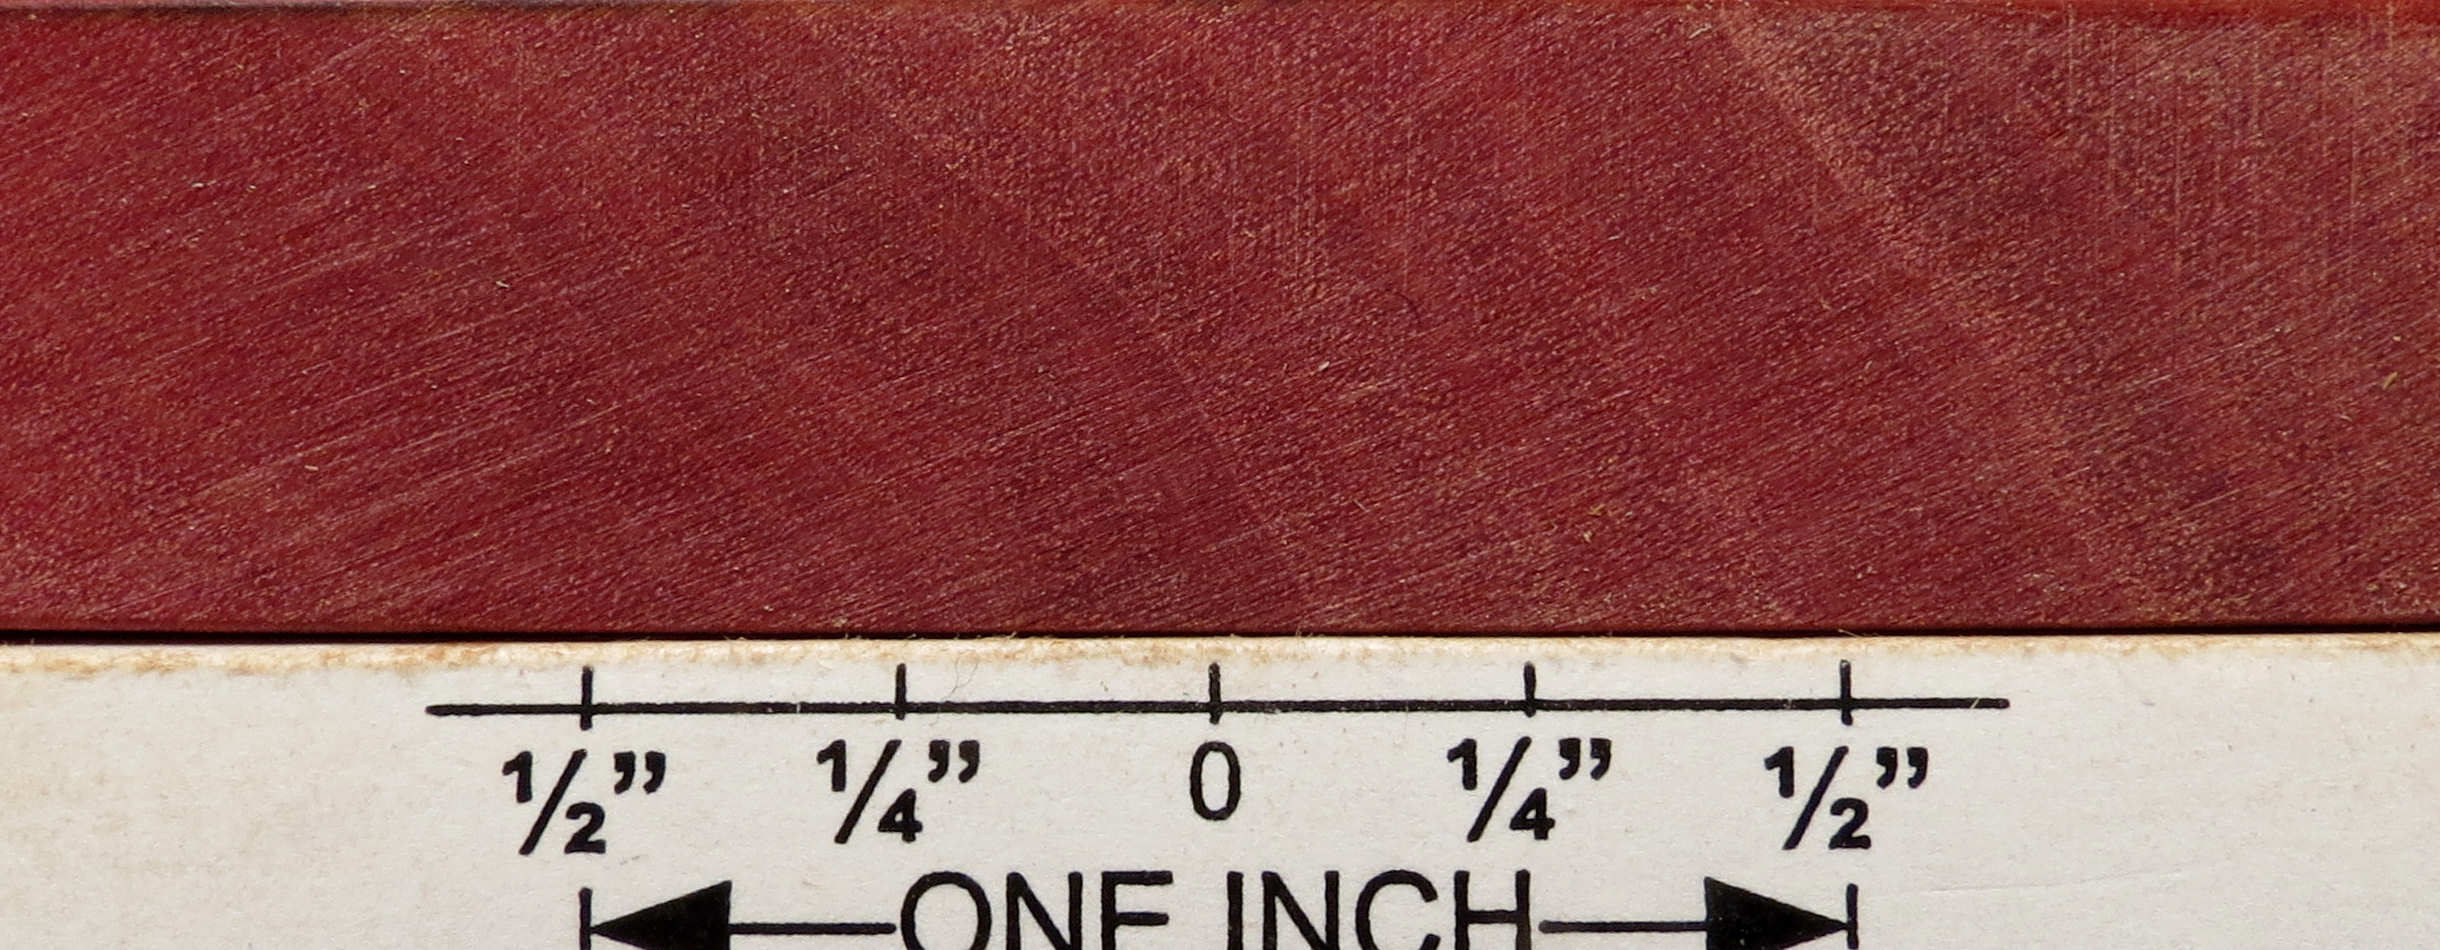 ½” ¼” 0 ¼” ½”
ONE INCH